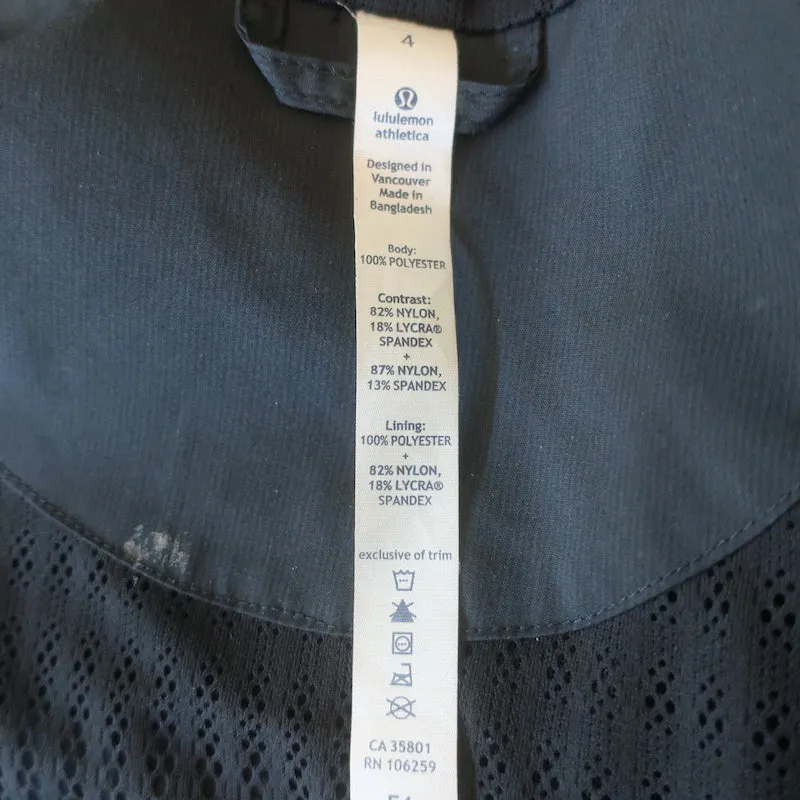 4
lululemon
athletica
Designed in
Vancouver
Made in
Bangladesh
Body:
100% POLYESTER
Contrast:
82% NYLON,
18% LYCRA®
SPANDEX
+
87% NYLON,
13% SPANDEX
Lining:
100% POLYESTER
+
82% NYLON,
18% LYCRA®
SPANDEX
exclusive of trim
CA 35801
RN 106259